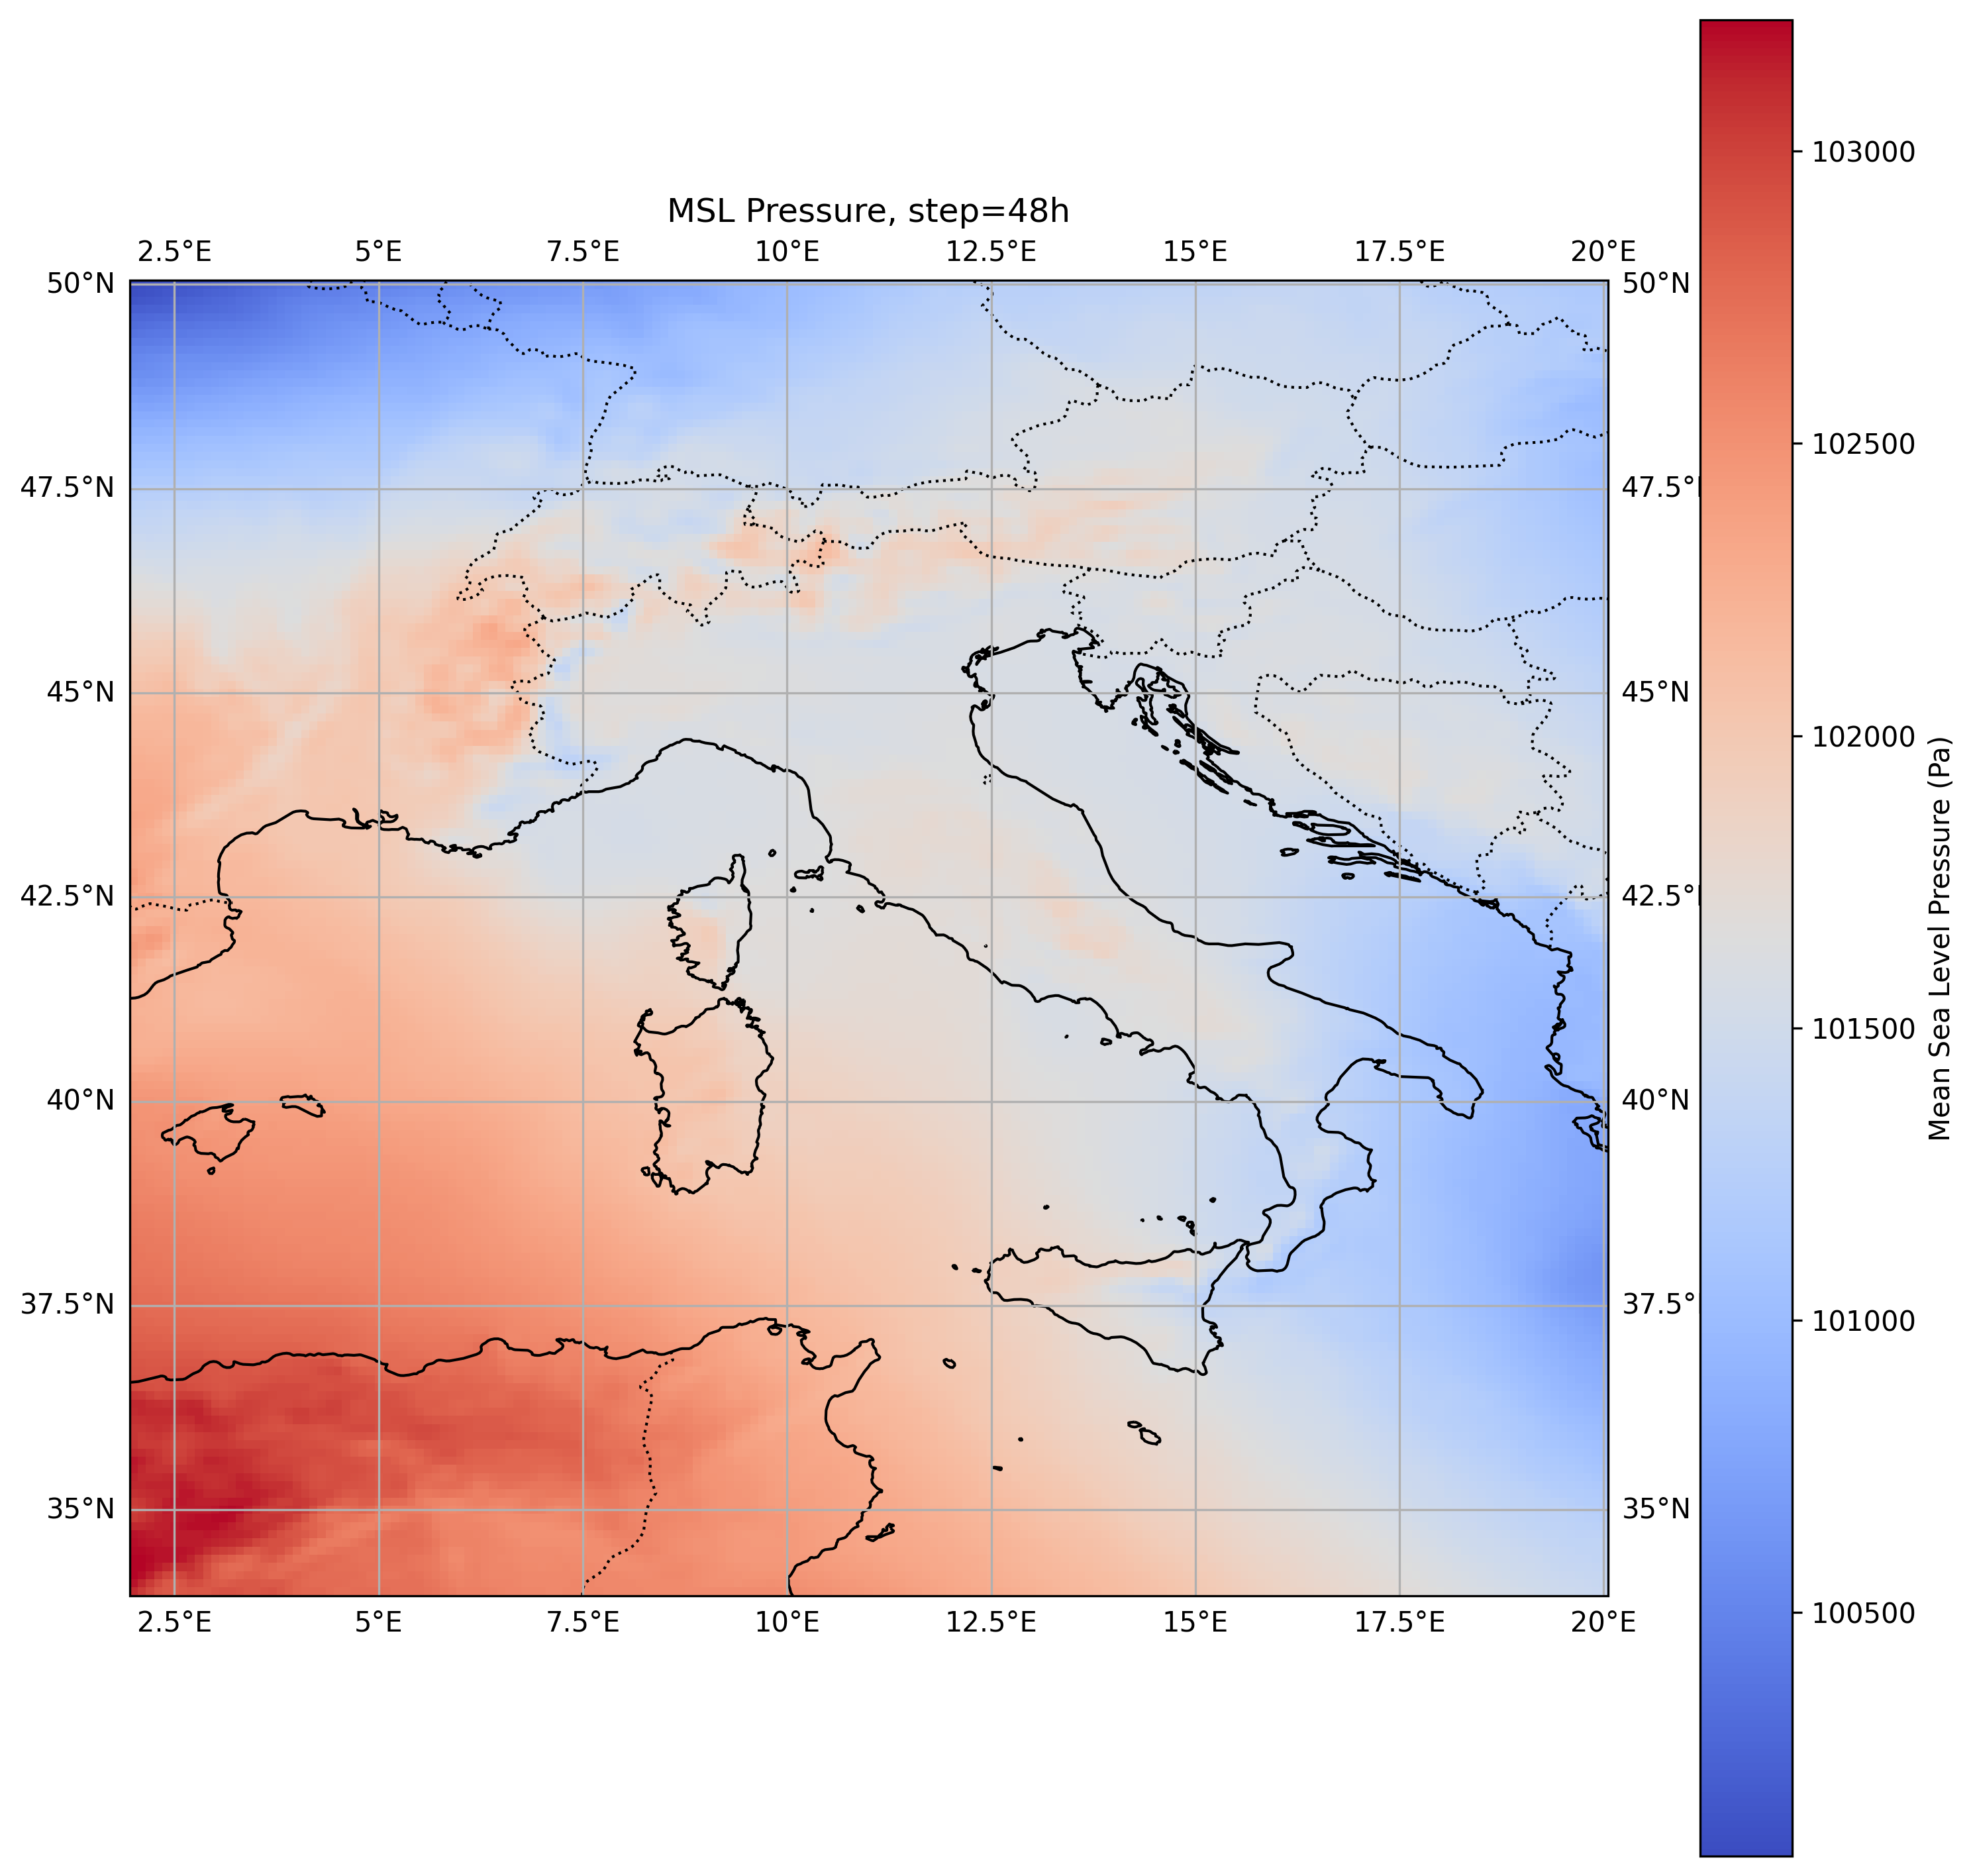 MSL Pressure, step=48h
2.5°E 5°E 7.5°E 10°E 12.5°E 15°E 17.5°E 20°E
50°N 50°N
47.5°N 47.5°
45°N 45°N
42.5°N 42.5°
40°N 40°N
37.5°N 37.5°
35°N 35°N
2.5°E 5°E 7.5°E 10°E 12.5°E 15°E 17.5°E 20°E
103000
102500
102000
101500
101000
100500
Mean Sea Level Pressure (Pa)